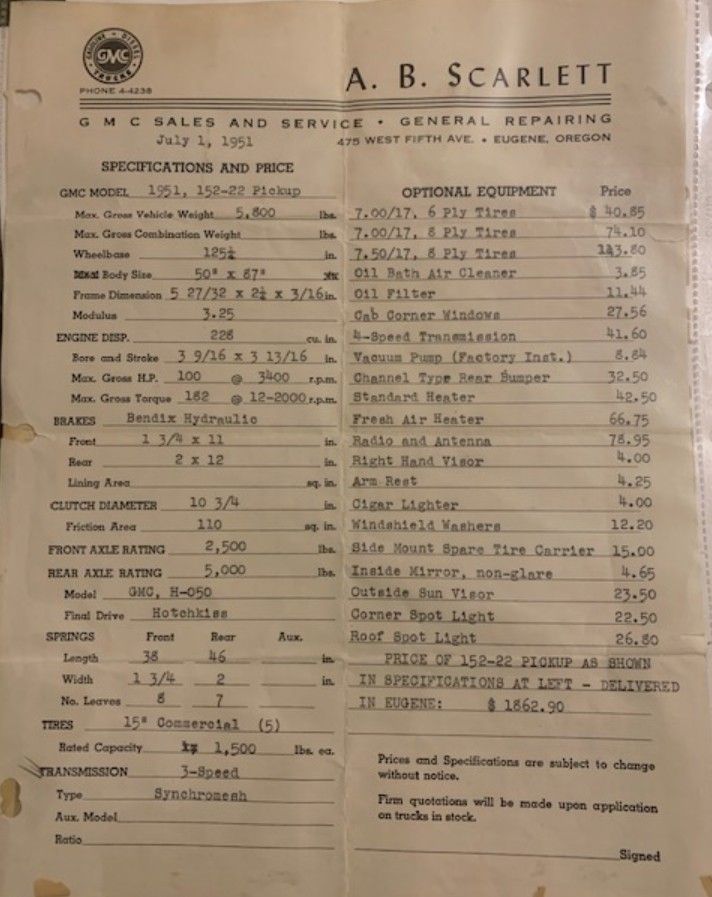 GASOLINE • DIESEL
GMC
TRUCKS
PHONE 4-4238
A. B. SCARLETT
GMC SALES AND SERVICE • GENERAL REPAIRING
July 1, 1951
475 WEST FIFTH AVE. • EUGENE, OREGON
SPECIFICATIONS AND PRICE
GMC MODEL 1951, 152-22 Pickup
Max. Gross Vehicle Weight 5,800 lbs.
Max. Gross Combination Weight lbs.
Wheelbase 125¼ in.
Body Size 50" x 87"
Frame Dimension 5 27/32 x 2¼ x 3/16 in.
Modulus 3.25
ENGINE DISP. 228 cu. in.
Bore and Stroke 3 9/16 x 3 13/16 in.
Max. Gross H.P. 100 @ 3400 r.p.m.
Max. Gross Torque 182 @ 12-2000 r.p.m.
BRAKES Bendix Hydraulic
Front 1 3/4 x 11 in.
Rear 2 x 12 in.
Lining Area sq. in.
CLUTCH DIAMETER 10 3/4 in.
Friction Area 110 sq. in.
FRONT AXLE RATING 2,500 lbs.
REAR AXLE RATING 5,000 lbs.
Model GMC, H-050
Final Drive Hotchkiss
SPRINGS Front Rear Aux.
Length 38 46 in.
Width 1 3/4 2 in.
No. Leaves 8 7
TIRES 15" Commercial (5)
Rated Capacity 1,500 lbs. ea.
TRANSMISSION 3-Speed
Type Synchromesh
Aux. Model
Ratio
OPTIONAL EQUIPMENT Price
7.00/17, 6 Ply Tires $ 40.85
7.00/17, 8 Ply Tires 74.10
7.50/17, 8 Ply Tires 143.80
Oil Bath Air Cleaner 3.85
Oil Filter 11.44
Cab Corner Windows 27.56
4-Speed Transmission 41.60
Vacuum Pump (Factory Inst.) 8.84
Channel Type Rear Bumper 32.50
Standard Heater 42.50
Fresh Air Heater 66.75
Radio and Antenna 78.95
Right Hand Visor 4.00
Arm Rest 4.25
Cigar Lighter 4.00
Windshield Washers 12.20
Side Mount Spare Tire Carrier 15.00
Inside Mirror, non-glare 4.65
Outside Sun Visor 23.50
Corner Spot Light 22.50
Roof Spot Light 26.80
PRICE OF 152-22 PICKUP AS SHOWN
IN SPECIFICATIONS AT LEFT - DELIVERED
IN EUGENE: $ 1862.90
Prices and Specifications are subject to change
without notice.
Firm quotations will be made upon application
on trucks in stock.
Signed